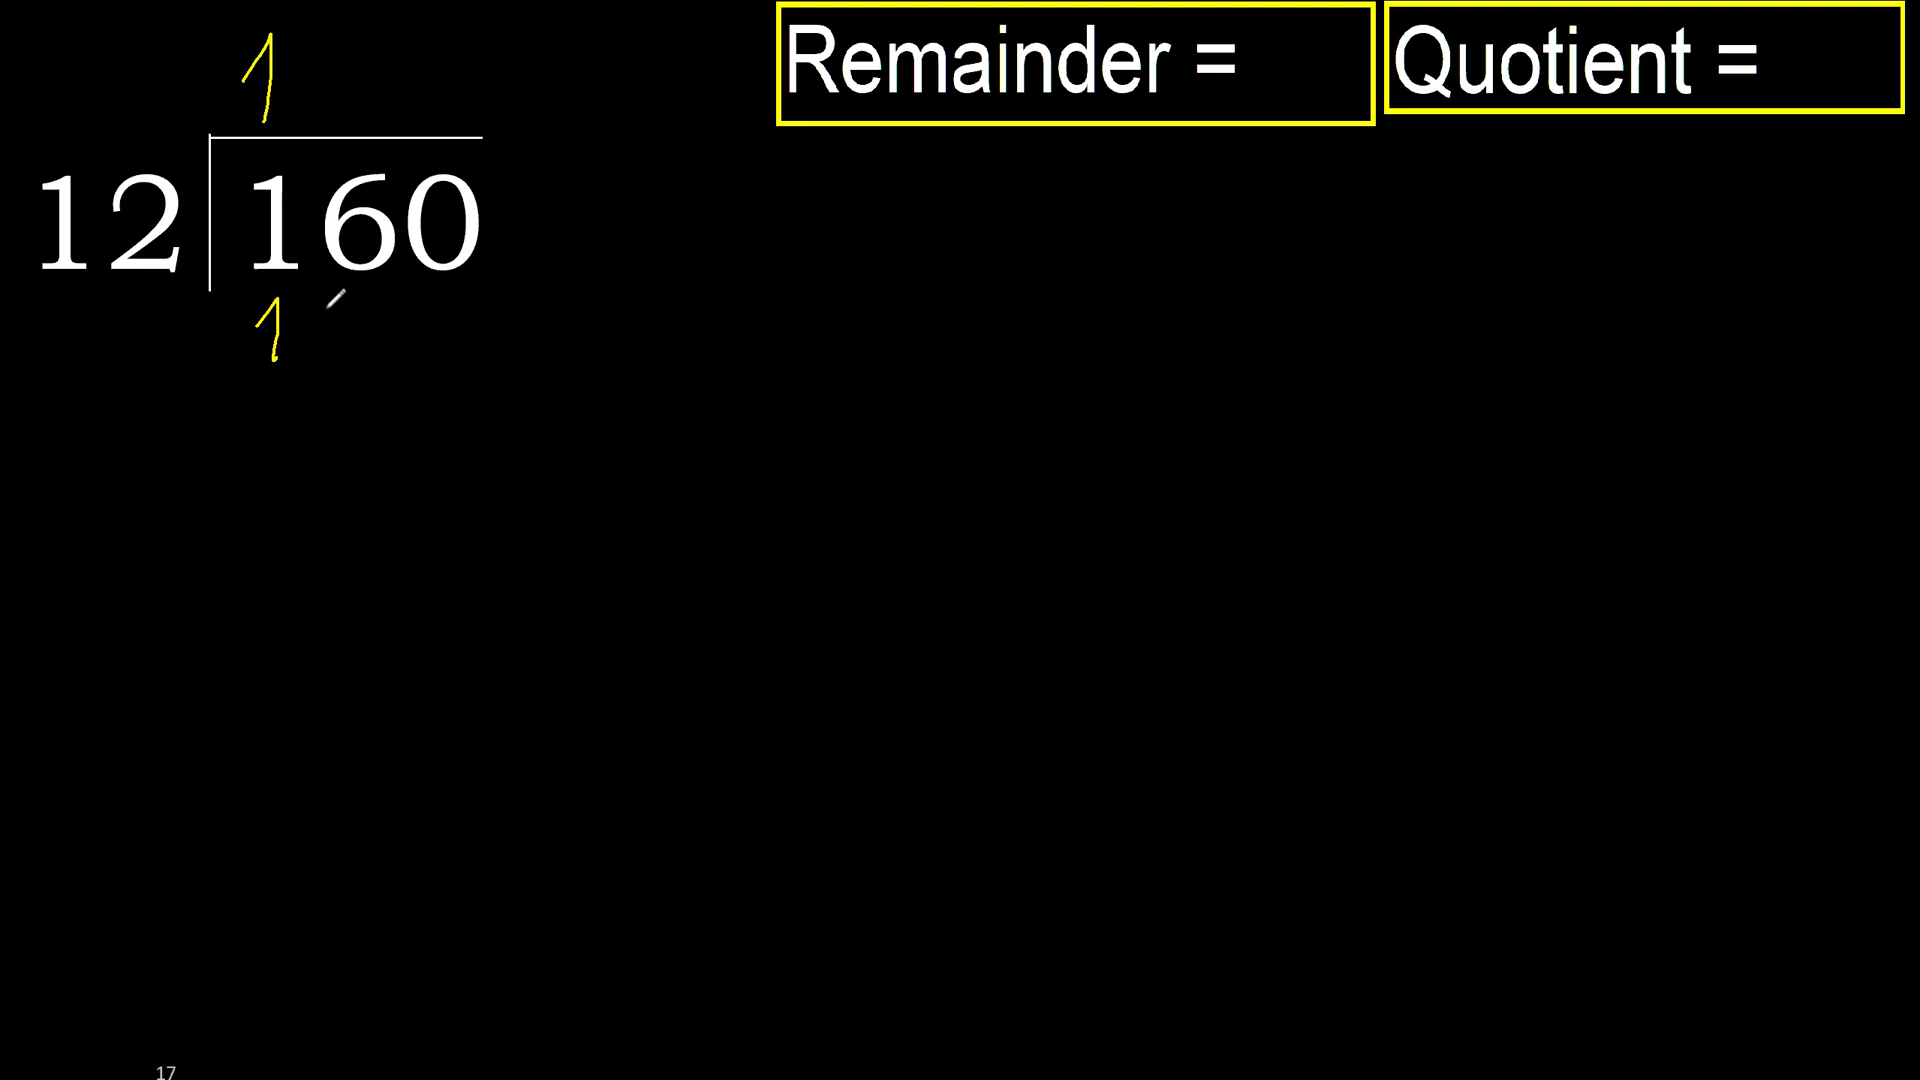 1
Remainder =
Quotient =
12 160
1
17